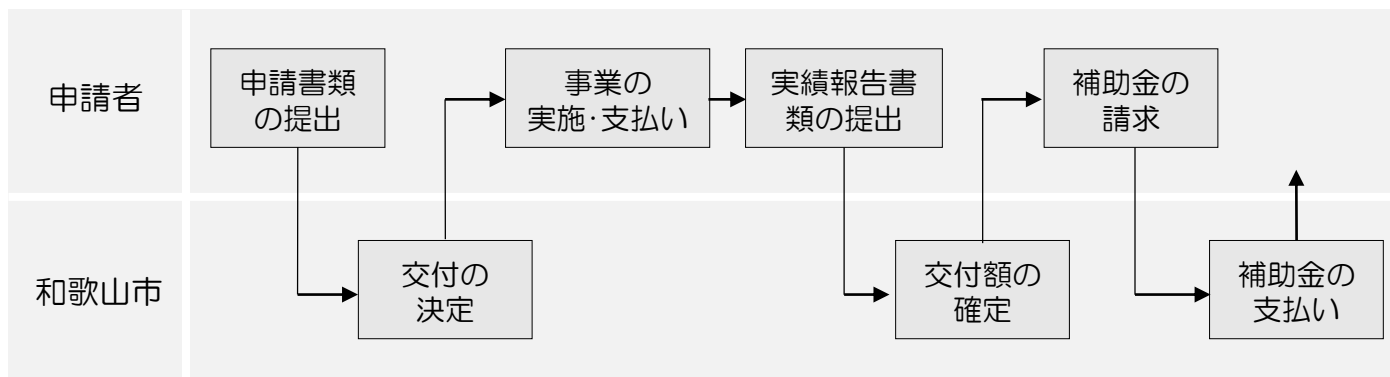 申請者
申請書類
の提出
事業の
実施･支払い
実績報告書
類の提出
補助金の
請求
和歌山市
交付の
決定
交付額の
確定
補助金の
支払い